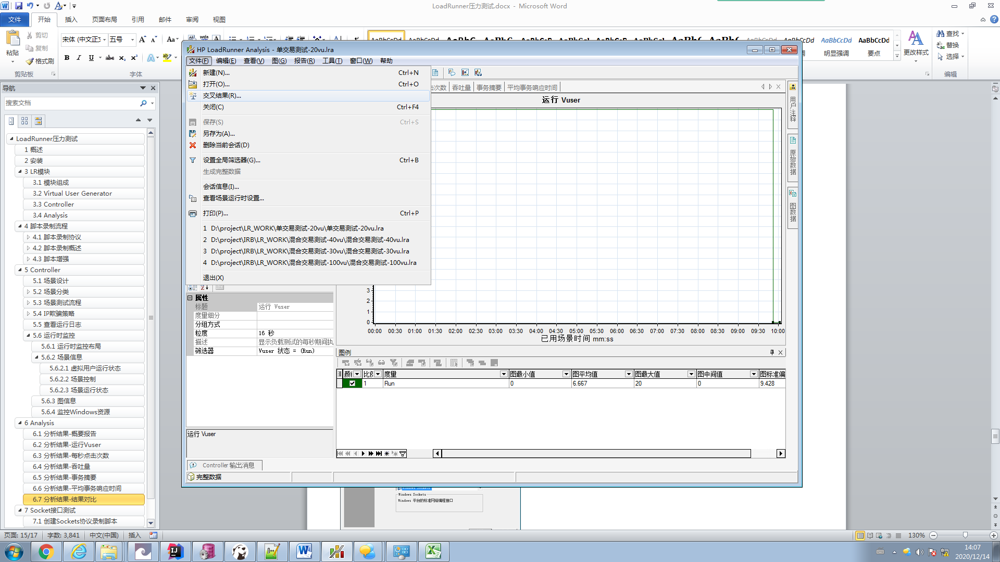 LoadRunner压力测试.docx - Microsoft Word
文件 开始 插入 页面布局 引用 邮件 审阅 视图
宋体 (中文正文 五号
粘贴 剪切 复制 格式刷
AaBbCcDd 明显强调 AaBbCcDd 要点 更改样式
查找 替换 选择
剪贴板 字体 编辑
导航
搜索文档
LoadRunner压力测试
1 概述
2 安装
3 LR模块
3.1 模块组成
3.2 Virtual User Generator
3.3 Controller
3.4 Analysis
4 脚本录制流程
4.1 脚本录制协议
4.2 脚本录制概述
4.3 脚本增强
5 Controller
5.1 场景设计
5.2 场景分类
5.3 场景测试流程
5.4 IP欺骗策略
5.5 查看运行日志
5.6 运行时监控
5.6.1 运行时监控布局
5.6.2 场景信息
5.6.2.1 虚拟用户运行状态
5.6.2.2 场景控制
5.6.2.3 场景运行状态
5.6.3 图信息
5.6.4 监控Windows资源
6 Analysis
6.1 分析结果-概要报告
6.2 分析结果-运行Vuser
6.3 分析结果-每秒点击次数
6.4 分析结果-吞吐量
6.5 分析结果-事务摘要
6.6 分析结果-平均事务响应时间
6.7 分析结果-结果对比
7 Socket接口测试
7.1 创建Sockets协议录制脚本
HP LoadRunner Analysis - 单交易测试-20vu.lra
文件(F) 编辑(E) 查看(V) 图(G) 报告(R) 工具(T) 窗口(W) 帮助
新建(N)... Ctrl+N
打开(O)... Ctrl+O
交叉结果(R)...
关闭(C) Ctrl+F4
保存(S) Ctrl+S
另存为(A)...
删除当前会话(D)
设置全局筛选器(G)... Ctrl+B
生成完整数据
会话信息(I)...
查看场景运行时设置...
打印(P)... Ctrl+P
1 D:\project\LR_WORK\单交易测试-20vu\单交易测试-20vu.lra
2 D:\project\IRB\LR_WORK\混合交易测试-40vu\混合交易测试-40vu.lra
3 D:\project\IRB\LR_WORK\混合交易测试-30vu\混合交易测试-30vu.lra
4 D:\project\IRB\LR_WORK\混合交易测试-100vu\混合交易测试-100vu.lra
退出(X)
击次数 吞吐量 事务摘要 平均事务响应时间
运行 Vuser
3
2
1
0
00:00 00:30 01:00 01:30 02:00 02:30 03:00 03:30 04:00 04:30 05:00 05:30 06:00 06:30 07:00 07:30 08:00 08:30 09:00 09:30 10:00
已用场景时间 mm:ss
用户注释
原始数据
图数据
属性
标题 运行 Vuser
度量细分
分组方式
粒度 16 秒
描述 显示负载测试的每秒期间执
筛选器 Vuser 状态 = (Run)
运行 Vuser
图例
颜 比例 度量 图最小值 图平均值 图最大值 图中间值 图标准偏
1 Run 0 6.667 20 0 9.428
Controller 输出消息
完整数据
Windows Sockets
Windows Sockets
Windows 平台的标准网络编程接口
页面: 15/17 字数: 3,841 中文(中国) 插入 130%
14:07
2020/12/14